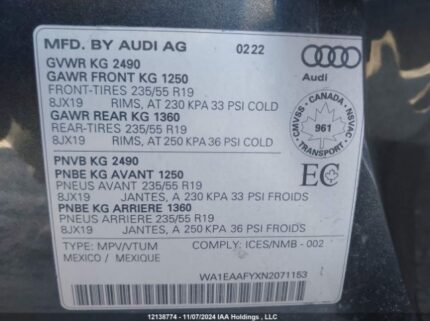 MFD. BY AUDI AG 02 22
GVWR KG 2490
GAWR FRONT KG 1250
FRONT-TIRES 235/55 R19
8JX19 RIMS, AT 230 KPA 33 PSI COLD
GAWR REAR KG 1360
REAR-TIRES 235/55 R19
8JX19 RIMS, AT 250 KPA 36 PSI COLD
Audi
CMVSS - CANADA - NSVAC
961
TRANSPORT
PNVB KG 2490
PNBE KG AVANT 1250
PNEUS AVANT 235/55 R19
8JX19 JANTES, A 230 KPA 33 PSI FROIDS
PNBE KG ARRIERE 1360
PNEUS ARRIERE 235/55 R19
8JX19 JANTES, A 250 KPA 36 PSI FROIDS
EC
TYPE: MPV/VTUM COMPLY: ICES/NMB - 002
MEXICO / MEXIQUE
WA1EAAFYXN2071153
12138774 - 11/07/2024 IAA Holdings , LLC